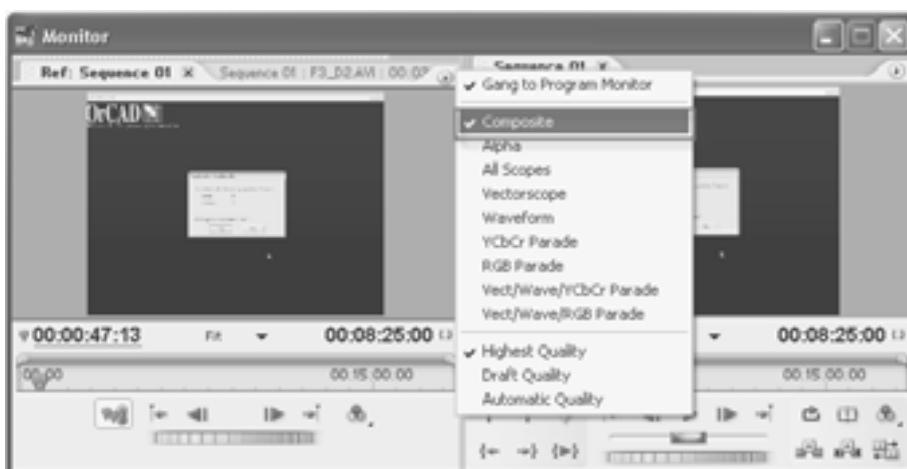 Monitor
Ref: Sequence 01 x
Sequence 01 : F3_D2.AVI : 00:03
Sequence 01 x
OrCAD
Gang to Program Monitor
Composite
Alpha
All Scopes
Vectorscope
Waveform
YCbCr Parade
RGB Parade
Vect/Wave/YCbCr Parade
Vect/Wave/RGB Parade
Highest Quality
Draft Quality
Automatic Quality
00:00:47:13
Fit
00:08:25:00
00:08:25:00
00:00
00:15:00:00
00:15:00:00